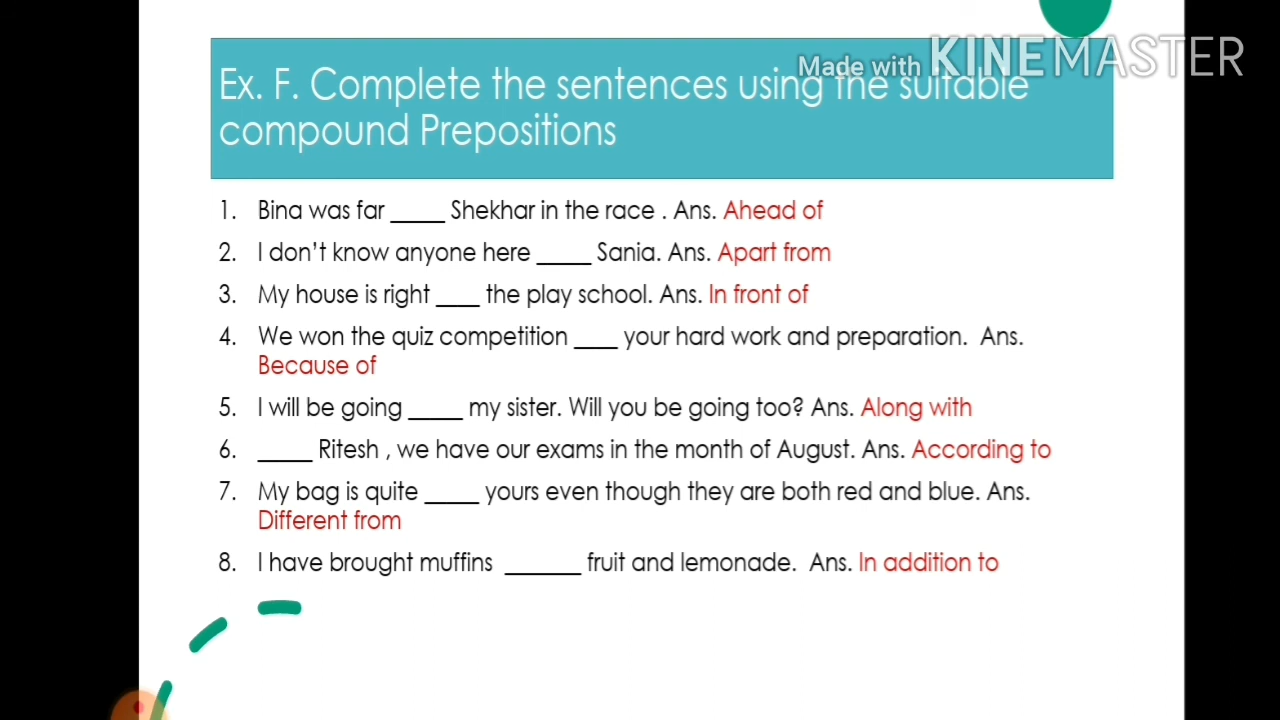 Made with KINEMASTER
Ex. F. Complete the sentences using the suitable
compound Prepositions
1. Bina was far _____ Shekhar in the race . Ans. Ahead of
2. I don't know anyone here _____ Sania. Ans. Apart from
3. My house is right ____ the play school. Ans. In front of
4. We won the quiz competition ____ your hard work and preparation. Ans.
Because of
5. I will be going _____ my sister. Will you be going too? Ans. Along with
6. _____ Ritesh , we have our exams in the month of August. Ans. According to
7. My bag is quite _____ yours even though they are both red and blue. Ans.
Different from
8. I have brought muffins _______ fruit and lemonade. Ans. In addition to